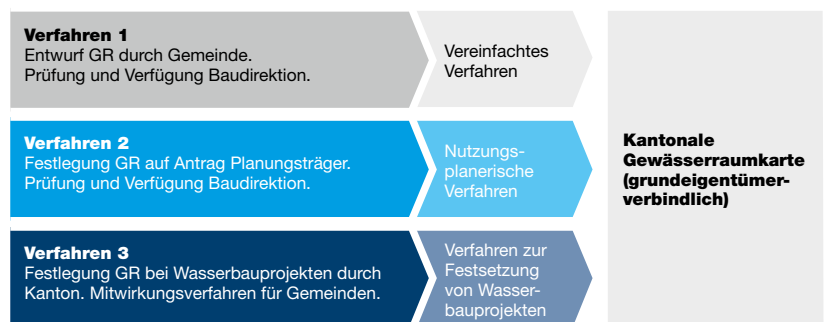 Verfahren 1
Entwurf GR durch Gemeinde.
Prüfung und Verfügung Baudirektion.
Vereinfachtes
Verfahren
Verfahren 2
Festlegung GR auf Antrag Planungsträger.
Prüfung und Verfügung Baudirektion.
Nutzungs-
planerische
Verfahren
Verfahren 3
Festlegung GR bei Wasserbauprojekten durch
Kanton. Mitwirkungsverfahren für Gemeinden.
Verfahren zur
Festsetzung
von Wasser-
bauprojekten
Kantonale
Gewässerraumkarte
(grundeigentümer-
verbindlich)